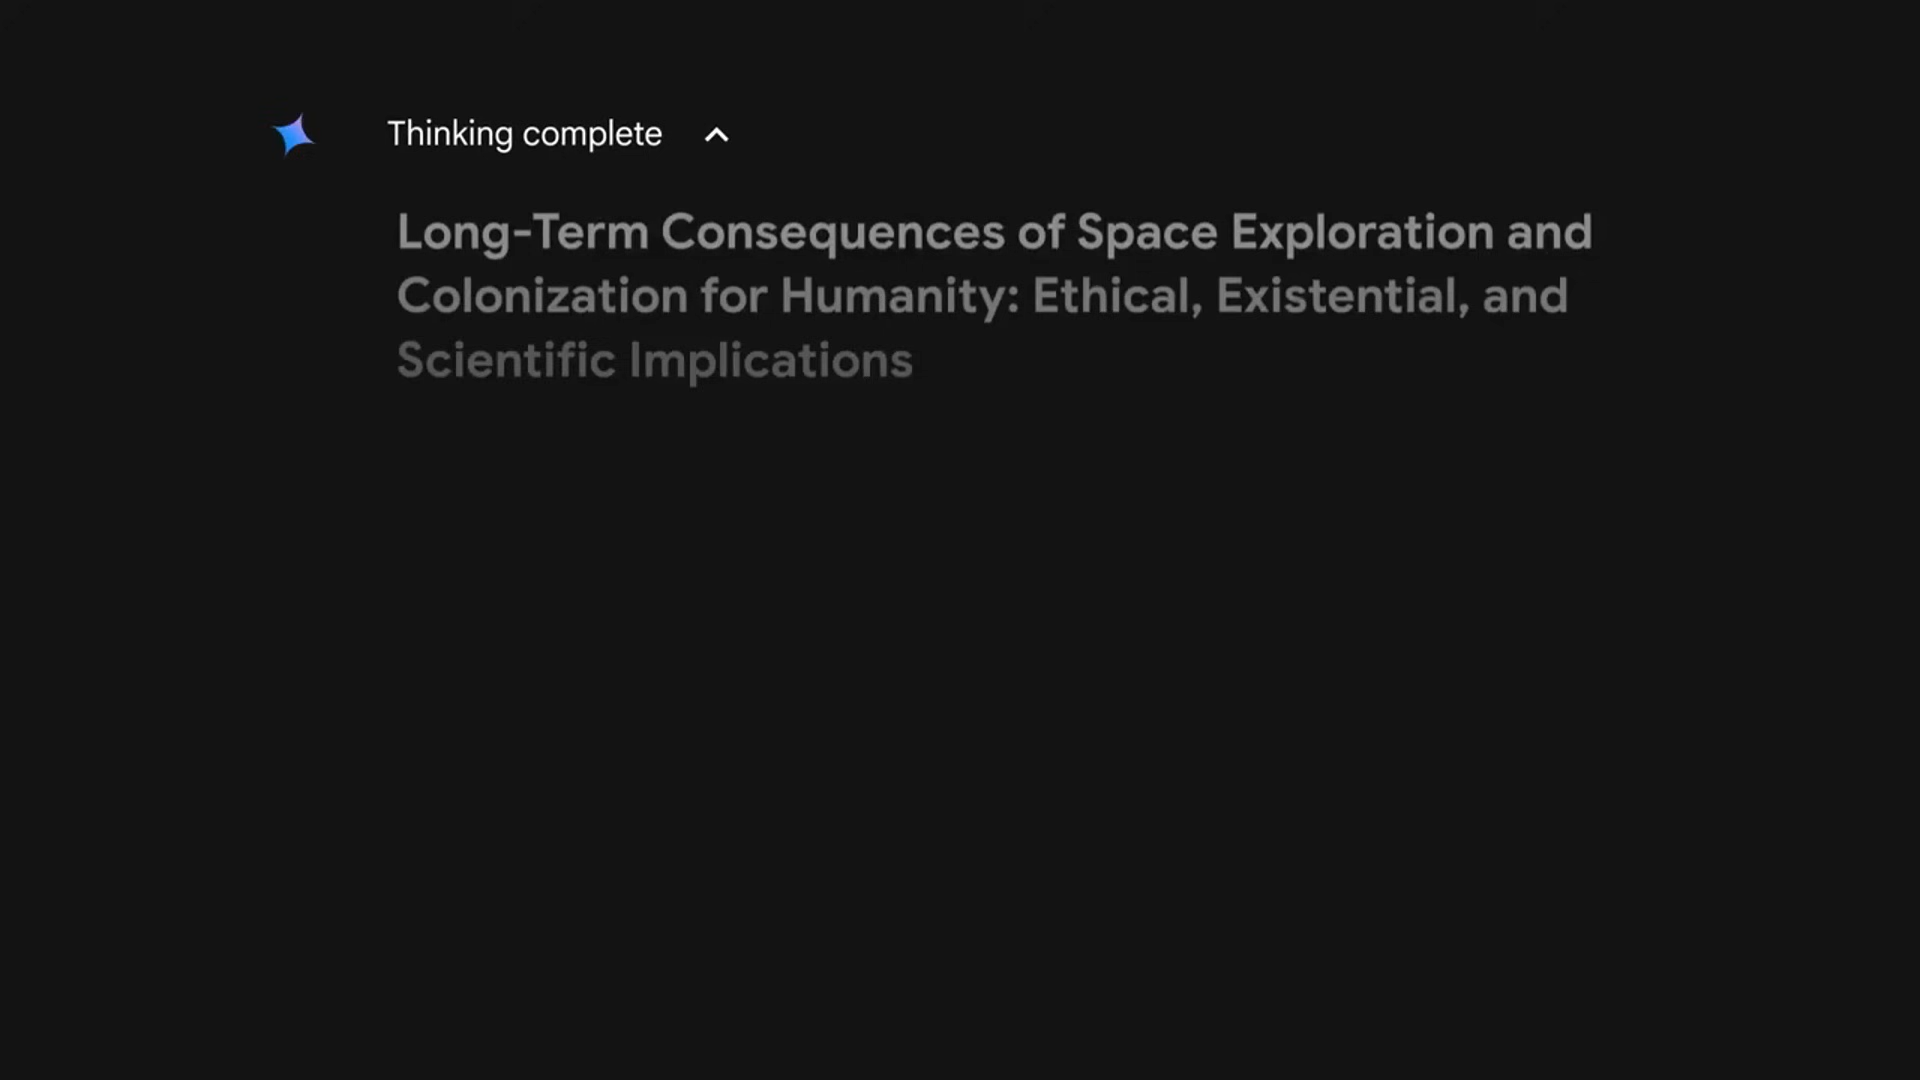 Thinking complete
Long-Term Consequences of Space Exploration and
Colonization for Humanity: Ethical, Existential, and
Scientific Implications